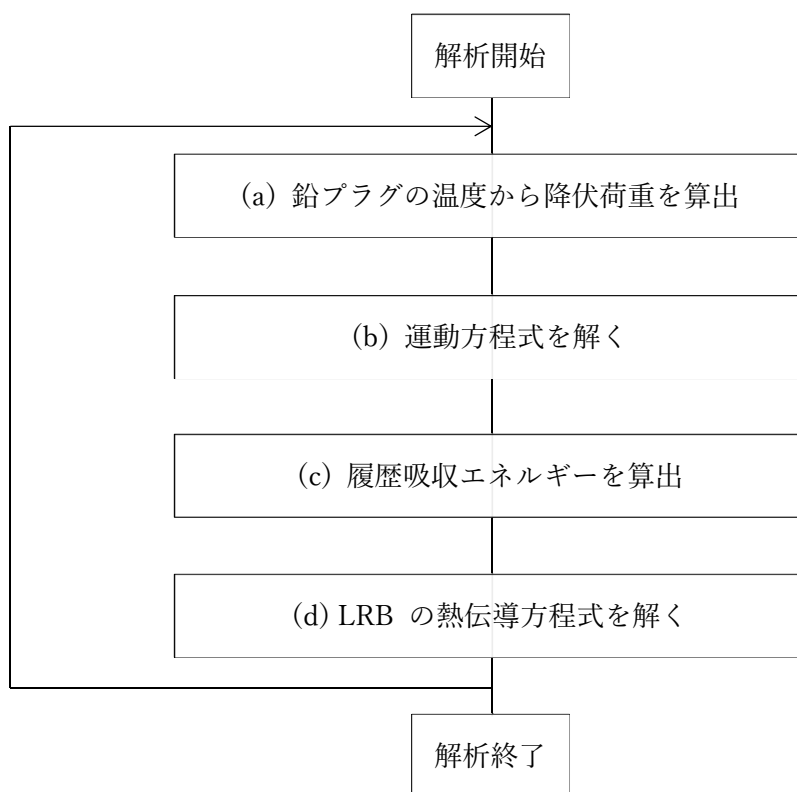 解析開始
(a) 鉛プラグの温度から降伏荷重を算出
(b) 運動方程式を解く
(c) 履歴吸収エネルギーを算出
(d) LRB の熱伝導方程式を解く
解析終了